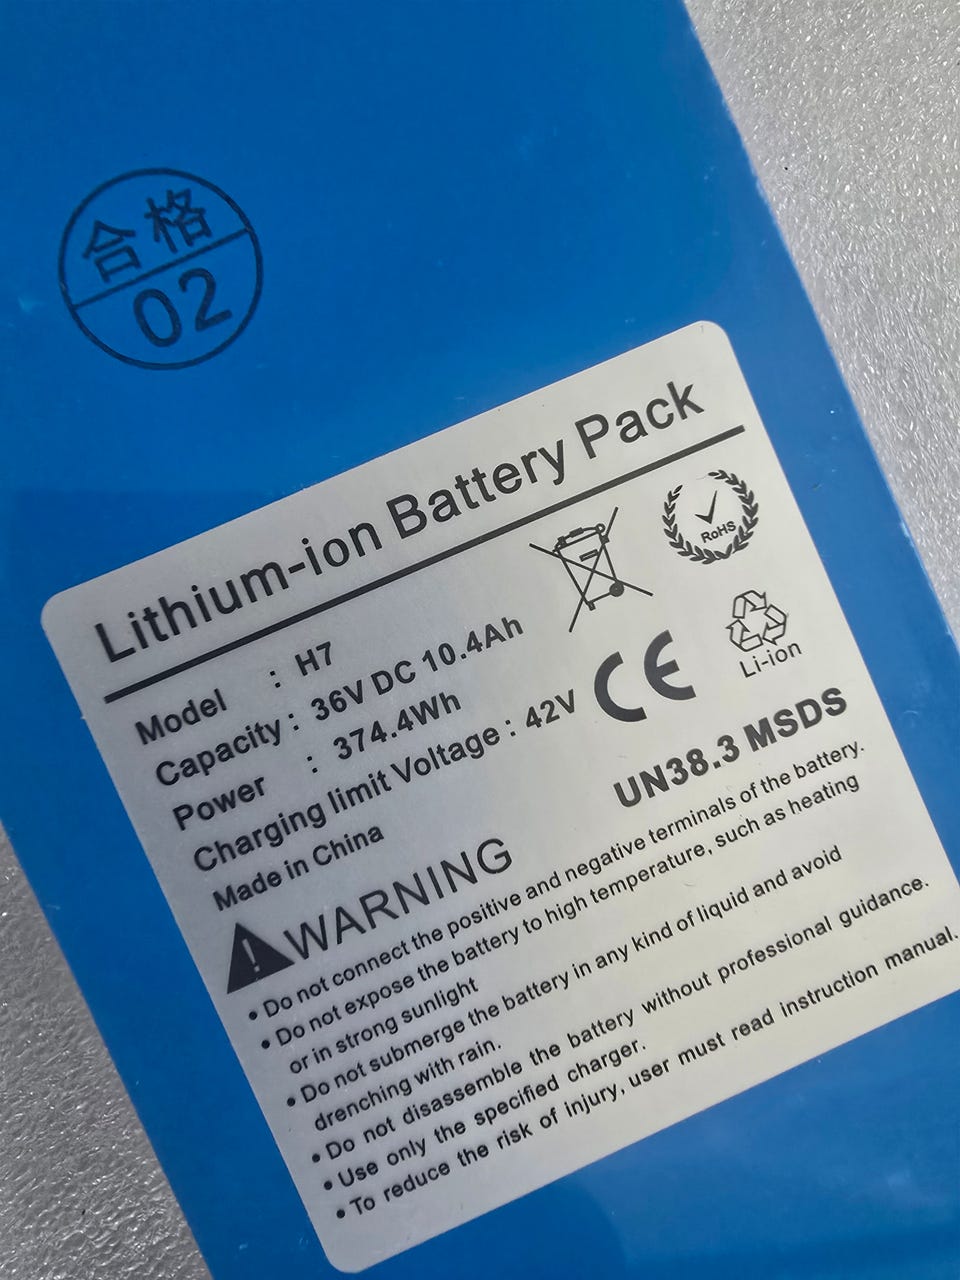 合格
02
Lithium-ion Battery Pack
Model : H7
Capacity : 36V DC 10.4Ah
Power : 374.4Wh
Charging limit Voltage : 42V
Made in China
RoHS
CE
Li-ion
UN38.3 MSDS
! WARNING
• Do not connect the positive and negative terminals of the battery.
• Do not expose the battery to high temperature, such as heating
or in strong sunlight
• Do not submerge the battery in any kind of liquid and avoid
drenching with rain.
• Do not disassemble the battery without professional guidance.
• Use only the specified charger.
• To reduce the risk of injury, user must read instruction manual.